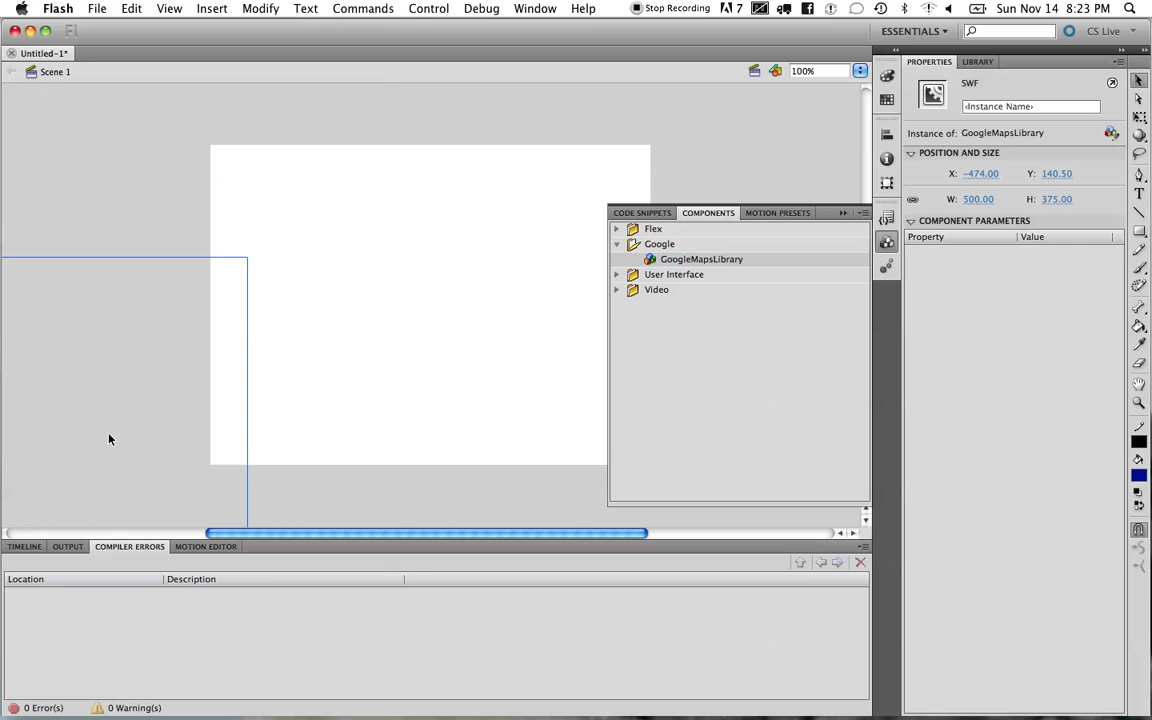 Flash File Edit View Insert Modify Text Commands Control Debug Window Help Stop Recording 7 Sun Nov 14 8:23 PM
Fl ESSENTIALS CS Live
Untitled-1*
Scene 1 100%
PROPERTIES LIBRARY
SWF
<Instance Name>
Instance of: GoogleMapsLibrary
POSITION AND SIZE
X: -474.00 Y: 140.50
W: 500.00 H: 375.00
COMPONENT PARAMETERS
Property Value
CODE SNIPPETS COMPONENTS MOTION PRESETS
Flex
Google
GoogleMapsLibrary
User Interface
Video
TIMELINE OUTPUT COMPILER ERRORS MOTION EDITOR
Location Description
0 Error(s) 0 Warning(s)